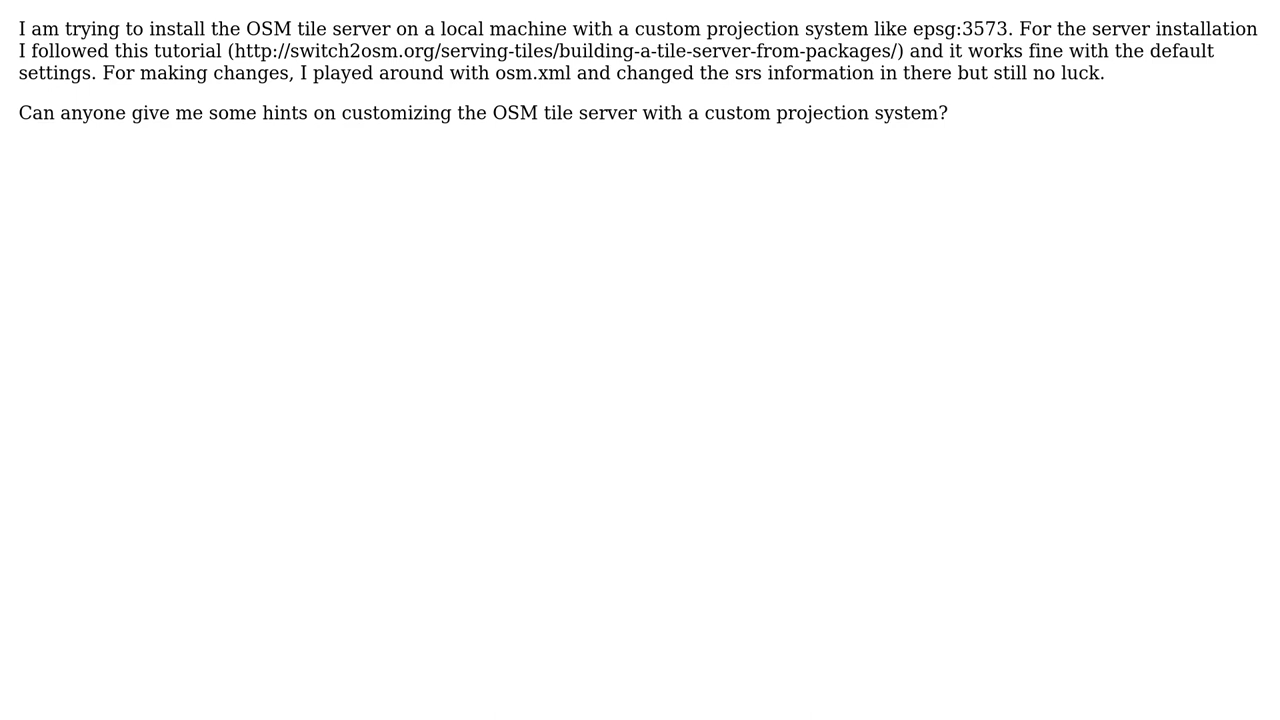 I am trying to install the OSM tile server on a local machine with a custom projection system like epsg:3573. For the server installation
I followed this tutorial (http://switch2osm.org/serving-tiles/building-a-tile-server-from-packages/) and it works fine with the default
settings. For making changes, I played around with osm.xml and changed the srs information in there but still no luck.
Can anyone give me some hints on customizing the OSM tile server with a custom projection system?